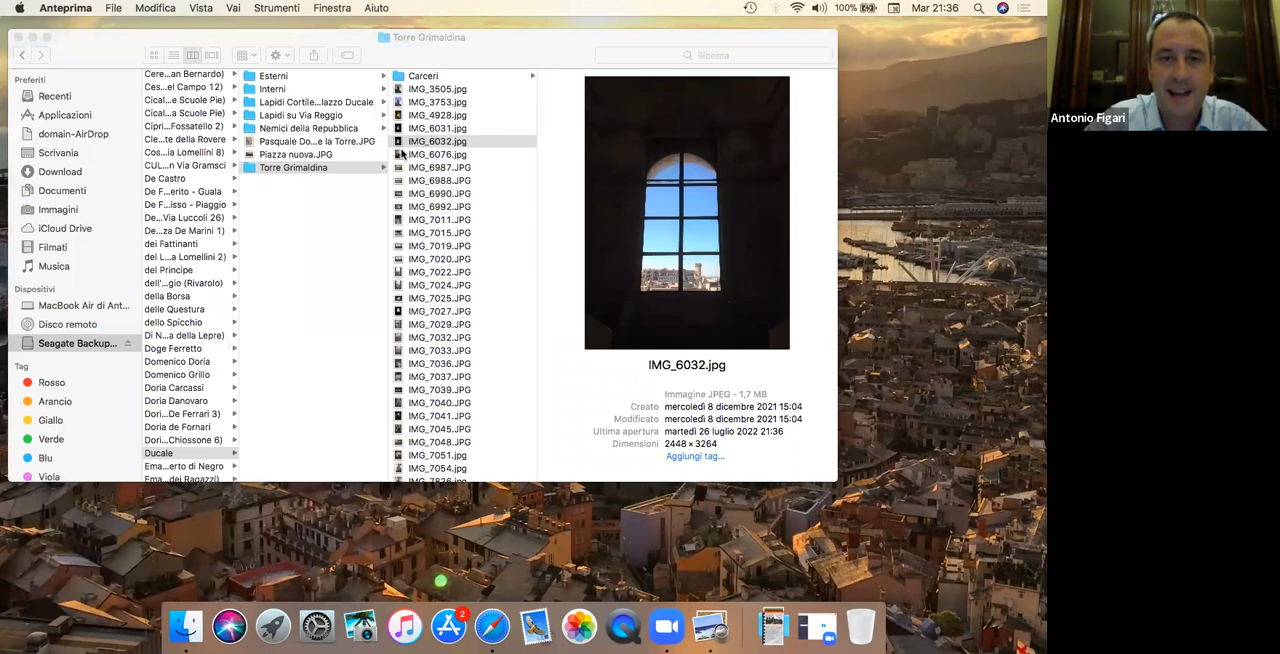 Anteprima File Modifica Vista Vai Strumenti Finestra Aiuto 100% Mar 21:36
Torre Grimaldina
Ricerca
Preferiti
Recenti
Applicazioni
domain-AirDrop
Scrivania
Download
Documenti
Immagini
iCloud Drive
Filmati
Musica
Dispositivi
MacBook Air di Ant...
Disco remoto
Seagate Backup...
Tag
Rosso
Arancio
Giallo
Verde
Blu
Viola
Cere...an Bernardo)
Ces...el Campo 12)
Cical...a Scuole Pie)
Cical...a Scuole Pie)
Cipri...Fossatello 2)
Cle...te della Rovere
Cos...ia Lomellini 8)
CUL...n Via Gramsci
De Castro
De F...erito - Guala
De F...isso - Piaggio
De...Via Luccoli 26)
De...za De Marini 1)
dei Fattinanti
de...a Lomellini 2)
del Principe
dell'...gio (Rivarolo)
della Borsa
delle Questura
dello Spicchio
Di N...a della Lepre)
Doge Ferretto
Domenico Doria
Domenico Grillo
Doria Carcassi
Doria Danovaro
Doria de Fornari
Dori...De Ferrari 3)
Dori...Chiossone 6)
Ducale
Ema...erto di Negro
Em...dei Ragazzi)
Esterni
Interni
Lapidi Cortile...lazzo Ducale
Lapidi su Via Reggio
Nemici della Repubblica
Pasquale Do...e la Torre.JPG
Piazza nuova.JPG
Torre Grimaldina
Carceri
IMG_3505.jpg
IMG_3753.jpg
IMG_4928.jpg
IMG_6031.jpg
IMG_6032.jpg
IMG_6076.jpg
IMG_6987.JPG
IMG_6988.JPG
IMG_6990.JPG
IMG_6992.JPG
IMG_7011.JPG
IMG_7015.JPG
IMG_7019.JPG
IMG_7020.JPG
IMG_7022.JPG
IMG_7024.JPG
IMG_7025.JPG
IMG_7027.JPG
IMG_7029.JPG
IMG_7032.JPG
IMG_7033.JPG
IMG_7036.JPG
IMG_7037.JPG
IMG_7039.JPG
IMG_7040.JPG
IMG_7041.JPG
IMG_7045.JPG
IMG_7048.JPG
IMG_7051.jpg
IMG_7054.jpg
IMG_6032.jpg
Immagine JPEG - 1,7 MB
Creato mercoledì 8 dicembre 2021 15:04
Modificato mercoledì 8 dicembre 2021 15:04
Ultima apertura martedì 26 luglio 2022 21:36
Dimensioni 2448 × 3264
Aggiungi tag...
Antonio Figari
2